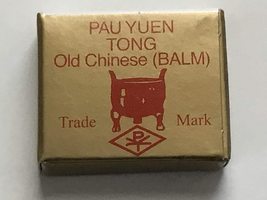 PAU YUEN
TONG
Old Chinese (BALM)
Trade Mark